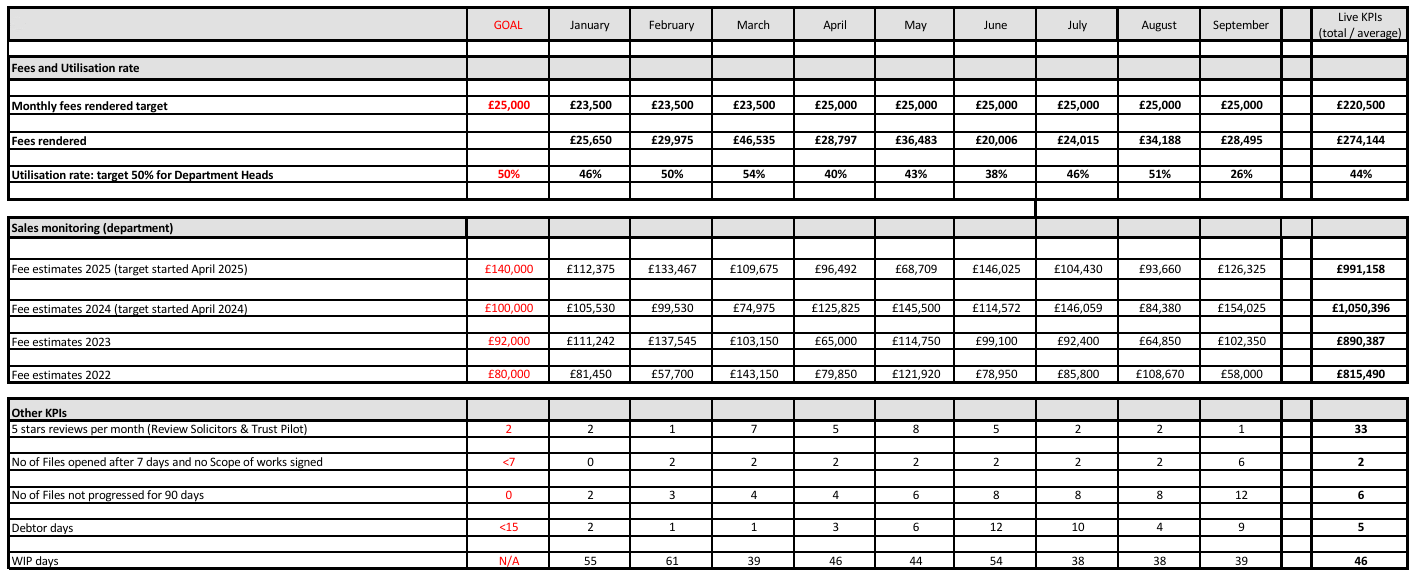 GOAL January February March April May June July August September Live KPIs
(total / average)
Fees and Utilisation rate
Monthly fees rendered target £25,000 £23,500 £23,500 £23,500 £25,000 £25,000 £25,000 £25,000 £25,000 £25,000 £220,500
Fees rendered £25,650 £29,975 £46,535 £28,797 £36,483 £20,006 £24,015 £34,188 £28,495 £274,144
Utilisation rate: target 50% for Department Heads 50% 46% 50% 54% 40% 43% 38% 46% 51% 26% 44%
Sales monitoring (department)
Fee estimates 2025 (target started April 2025) £140,000 £112,375 £133,467 £109,675 £96,492 £68,709 £146,025 £104,430 £93,660 £126,325 £991,158
Fee estimates 2024 (target started April 2024) £100,000 £105,530 £99,530 £74,975 £125,825 £145,500 £114,572 £146,059 £84,380 £154,025 £1,050,396
Fee estimates 2023 £92,000 £111,242 £137,545 £103,150 £65,000 £114,750 £99,100 £92,400 £64,850 £102,350 £890,387
Fee estimates 2022 £80,000 £81,450 £57,700 £143,150 £79,850 £121,920 £78,950 £85,800 £108,670 £58,000 £815,490
Other KPIs
5 stars reviews per month (Review Solicitors & Trust Pilot) 2 2 1 7 5 8 5 2 2 1 33
No of Files opened after 7 days and no Scope of works signed <7 0 2 2 2 2 2 2 2 6 2
No of Files not progressed for 90 days 0 2 3 4 4 6 8 8 8 12 6
Debtor days <15 2 1 1 3 6 12 10 4 9 5
WIP days N/A 55 61 39 46 44 54 38 38 39 46